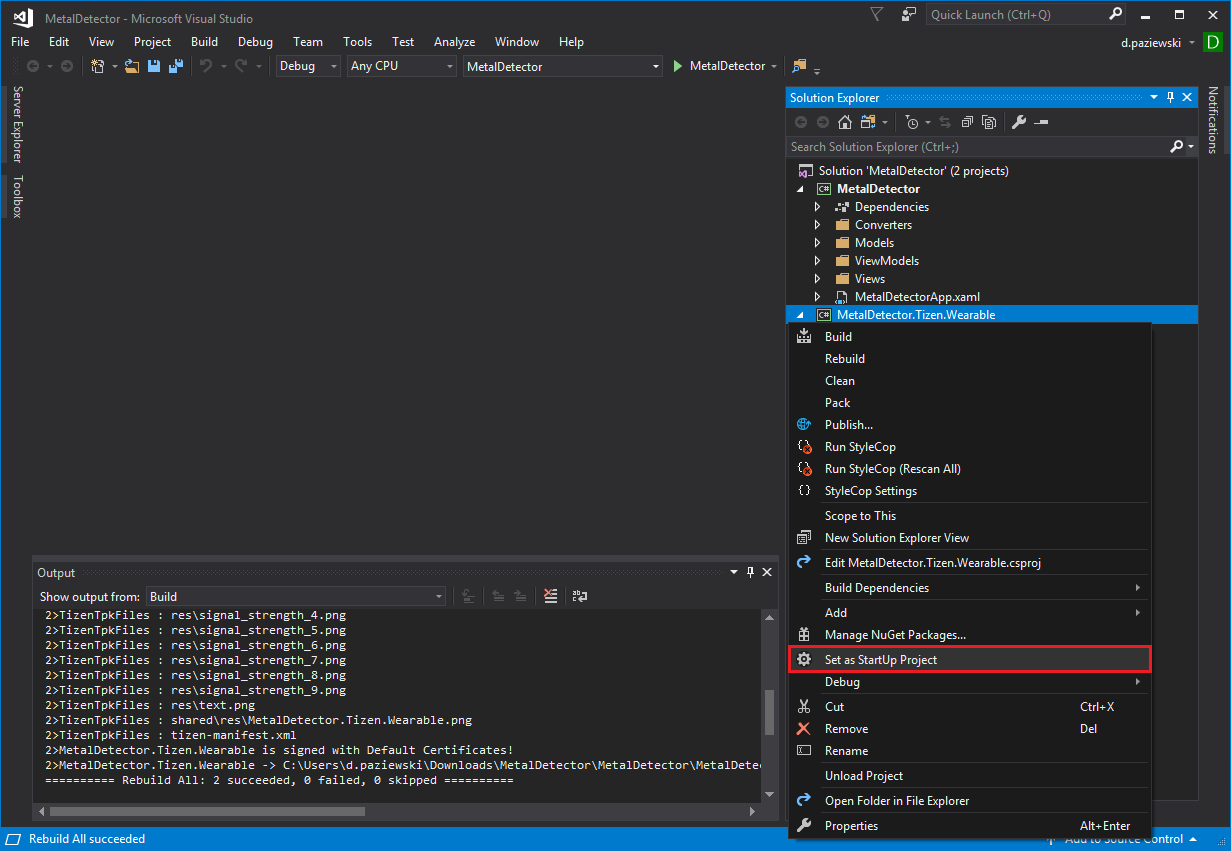 MetalDetector - Microsoft Visual Studio
Quick Launch (Ctrl+Q)
File Edit View Project Build Debug Team Tools Test Analyze Window Help
d.paziewski D
Debug Any CPU MetalDetector MetalDetector
Server Explorer
Toolbox
Notifications
Solution Explorer
Search Solution Explorer (Ctrl+;)
Solution 'MetalDetector' (2 projects)
C# MetalDetector
Dependencies
Converters
Models
ViewModels
Views
MetalDetectorApp.xaml
C# MetalDetector.Tizen.Wearable
Build
Rebuild
Clean
Pack
Publish...
Run StyleCop
Run StyleCop (Rescan All)
StyleCop Settings
Scope to This
New Solution Explorer View
Edit MetalDetector.Tizen.Wearable.csproj
Build Dependencies
Add
Manage NuGet Packages...
Set as StartUp Project
Debug
Cut Ctrl+X
Remove Del
Rename
Unload Project
Open Folder in File Explorer
Properties Alt+Enter
Output
Show output from: Build
2>TizenTpkFiles : res\signal_strength_4.png
2>TizenTpkFiles : res\signal_strength_5.png
2>TizenTpkFiles : res\signal_strength_6.png
2>TizenTpkFiles : res\signal_strength_7.png
2>TizenTpkFiles : res\signal_strength_8.png
2>TizenTpkFiles : res\signal_strength_9.png
2>TizenTpkFiles : res\text.png
2>TizenTpkFiles : shared\res\MetalDetector.Tizen.Wearable.png
2>TizenTpkFiles : tizen-manifest.xml
2>MetalDetector.Tizen.Wearable is signed with Default Certificates!
2>MetalDetector.Tizen.Wearable -> C:\Users\d.paziewski\Downloads\MetalDetector\MetalDetector\MetalDete
========== Rebuild All: 2 succeeded, 0 failed, 0 skipped ==========
Rebuild All succeeded
Add to Source Control